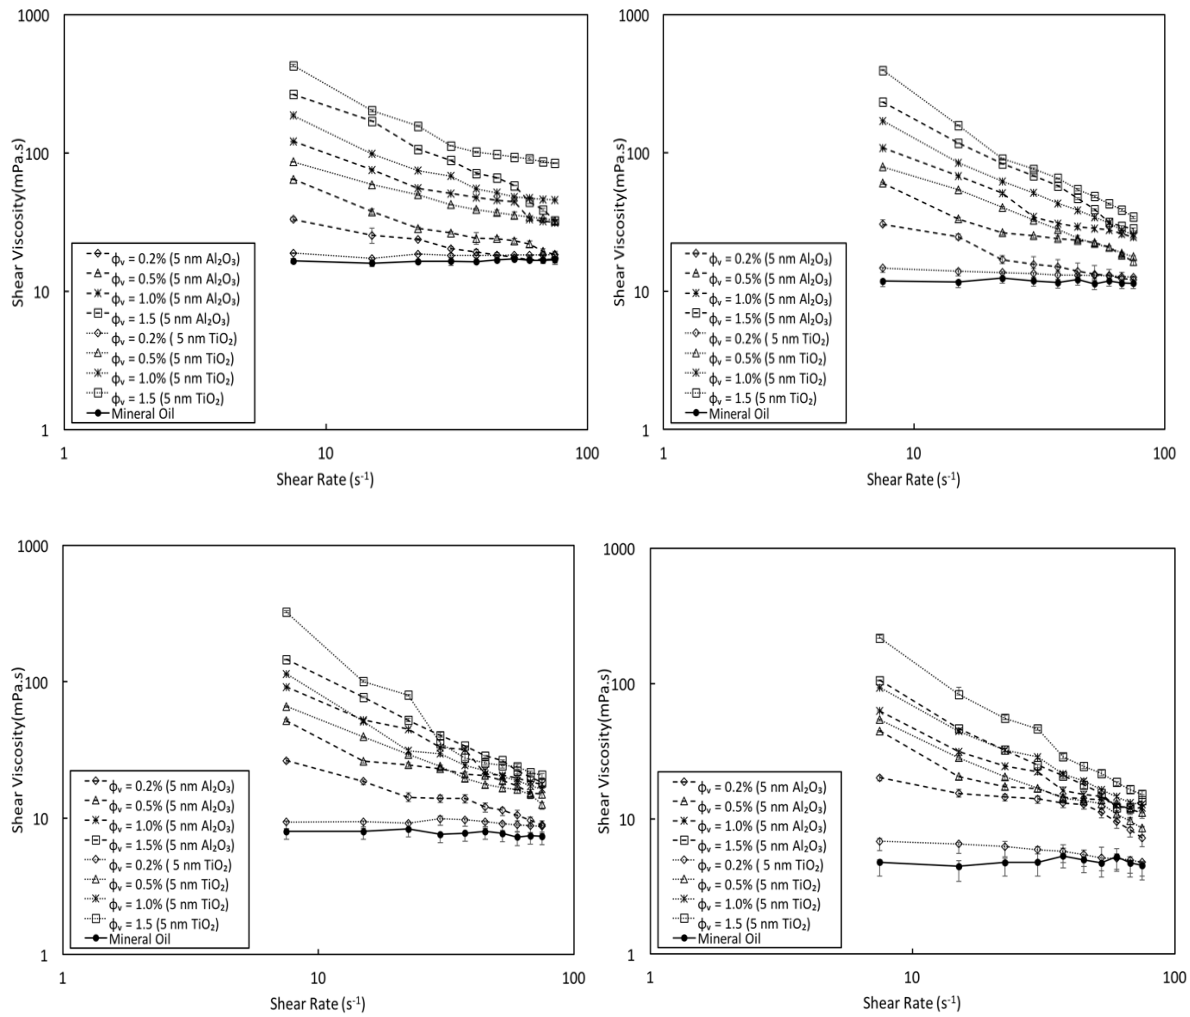 1000
100
10
1
Shear Viscosity(mPa.s)
ϕᵥ = 0.2% (5 nm Al₂O₃)
ϕᵥ = 0.5% (5 nm Al₂O₃)
ϕᵥ = 1.0% (5 nm Al₂O₃)
ϕᵥ = 1.5 (5 nm Al₂O₃)
ϕᵥ = 0.2% ( 5 nm TiO₂)
ϕᵥ = 0.5% (5 nm TiO₂)
ϕᵥ = 1.0% (5 nm TiO₂)
ϕᵥ = 1.5 (5 nm TiO₂)
Mineral Oil
1 10 100
Shear Rate (s⁻¹)
1000
100
10
1
Shear Viscosity(mPa.s)
ϕᵥ = 0.2% (5 nm Al₂O₃)
ϕᵥ = 0.5% (5 nm Al₂O₃)
ϕᵥ = 1.0% (5 nm Al₂O₃)
ϕᵥ = 1.5% (5 nm Al₂O₃)
ϕᵥ = 0.2% ( 5 nm TiO₂)
ϕᵥ = 0.5% (5 nm TiO₂)
ϕᵥ = 1.0% (5 nm TiO₂)
ϕᵥ = 1.5 (5 nm TiO₂)
Mineral Oil
1 10 100
Shear Rate (s⁻¹)
1000
100
10
1
Shear Viscosity(mPa.s)
ϕᵥ = 0.2% (5 nm Al₂O₃)
ϕᵥ = 0.5% (5 nm Al₂O₃)
ϕᵥ = 1.0% (5 nm Al₂O₃)
ϕᵥ = 1.5% (5 nm Al₂O₃)
ϕᵥ = 0.2% ( 5 nm TiO₂)
ϕᵥ = 0.5% (5 nm TiO₂)
ϕᵥ = 1.0% (5 nm TiO₂)
ϕᵥ = 1.5 (5 nm TiO₂)
Mineral Oil
1 10 100
Shear Rate (s⁻¹)
1000
100
10
1
Shear Viscosity(mPa.s)
ϕᵥ = 0.2% (5 nm Al₂O₃)
ϕᵥ = 0.5% (5 nm Al₂O₃)
ϕᵥ = 1.0% (5 nm Al₂O₃)
ϕᵥ = 1.5% (5 nm Al₂O₃)
ϕᵥ = 0.2% ( 5 nm TiO₂)
ϕᵥ = 0.5% (5 nm TiO₂)
ϕᵥ = 1.0% (5 nm TiO₂)
ϕᵥ = 1.5 (5 nm TiO₂)
Mineral Oil
1 10 100
Shear Rate (s⁻¹)